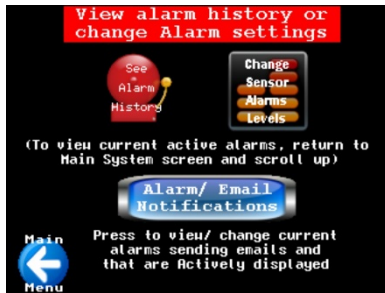 View alarm history or
change Alarm settings
See
Alarm
History
Change
Sensor
Alarms
Levels
(To view current active alarms, return to
Main System screen and scroll up)
Alarm/ Email
Notifications
Press to view/ change current
alarms sending emails and
that are Actively displayed
Main
Menu